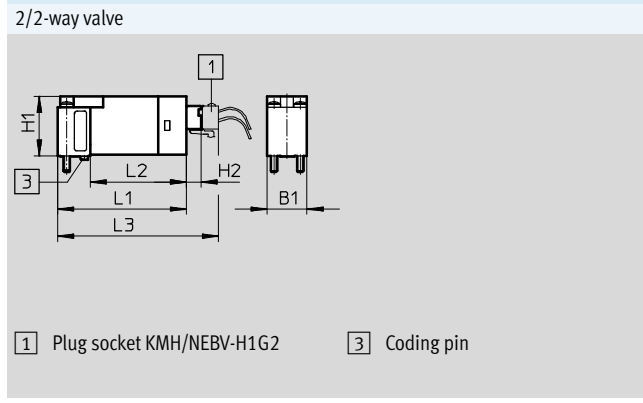 2/2-way valve
1
H1
3
L2
H2
L1
B1
L3
1 Plug socket KMH/NEBV-H1G2
3 Coding pin